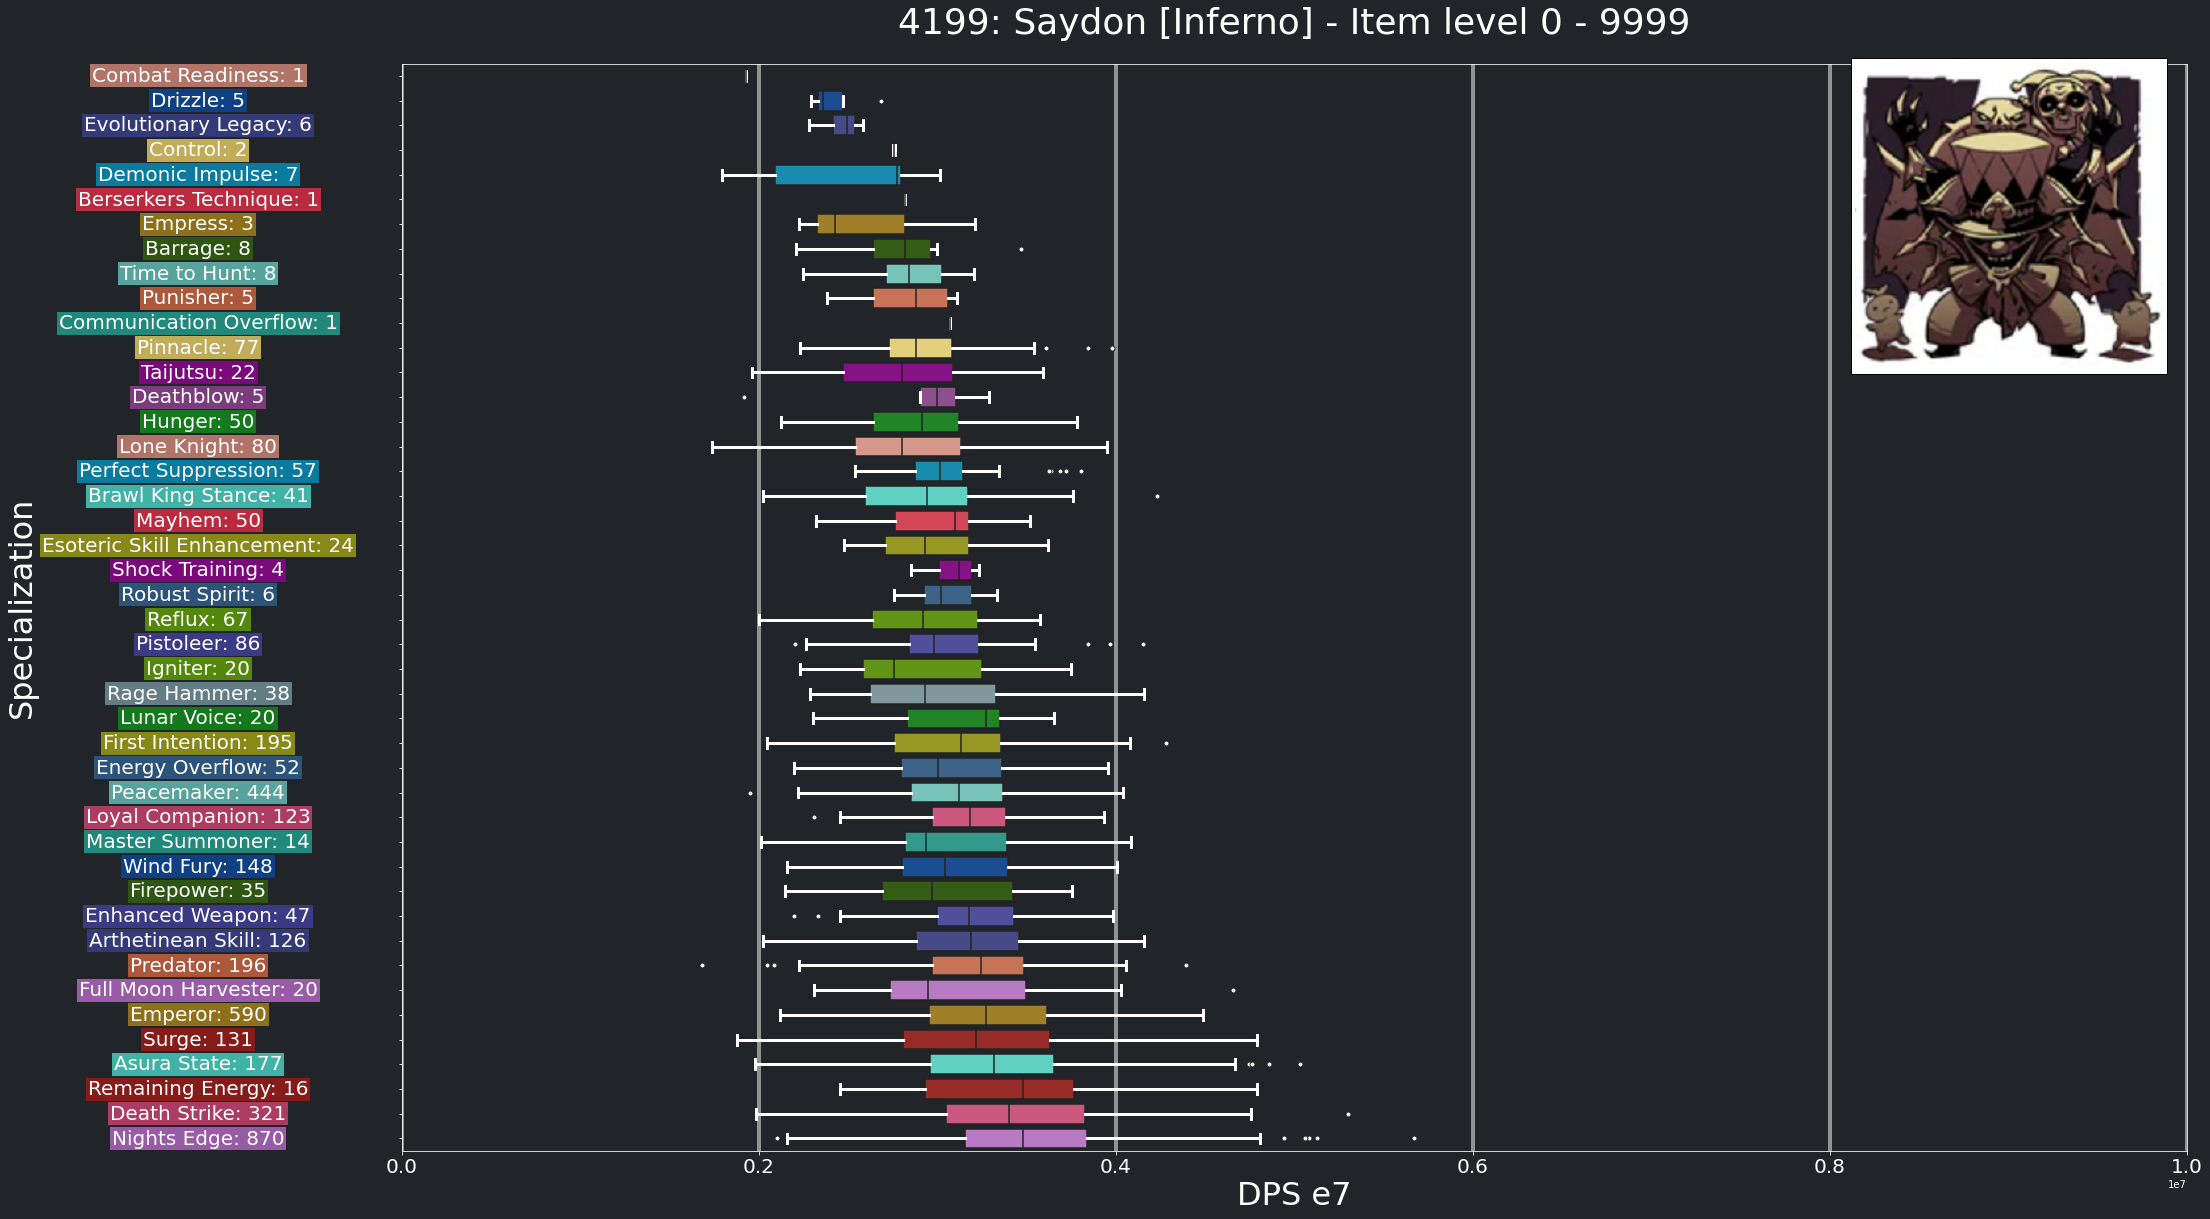 4199: Saydon [Inferno] - Item level 0 - 9999
Combat Readiness: 1
Drizzle: 5
Evolutionary Legacy: 6
Control: 2
Demonic Impulse: 7
Berserkers Technique: 1
Empress: 3
Barrage: 8
Time to Hunt: 8
Punisher: 5
Communication Overflow: 1
Pinnacle: 77
Taijutsu: 22
Deathblow: 5
Hunger: 50
Lone Knight: 80
Perfect Suppression: 57
Brawl King Stance: 41
Mayhem: 50
Esoteric Skill Enhancement: 24
Shock Training: 4
Robust Spirit: 6
Reflux: 67
Pistoleer: 86
Igniter: 20
Rage Hammer: 38
Lunar Voice: 20
First Intention: 195
Energy Overflow: 52
Peacemaker: 444
Loyal Companion: 123
Master Summoner: 14
Wind Fury: 148
Firepower: 35
Enhanced Weapon: 47
Arthetinean Skill: 126
Predator: 196
Full Moon Harvester: 20
Emperor: 590
Surge: 131
Asura State: 177
Remaining Energy: 16
Death Strike: 321
Nights Edge: 870
Specialization
0.0 0.2 0.4 0.6 0.8 1.0
1e7
DPS e7